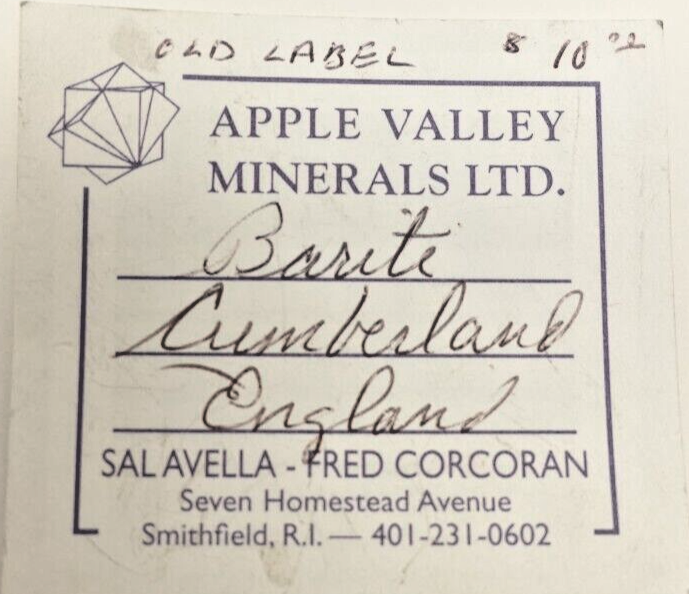 OLD LABEL $ 10.00
APPLE VALLEY
MINERALS LTD.
Barite
Cumberland
England
SAL AVELLA - FRED CORCORAN
Seven Homestead Avenue
Smithfield, R.I. — 401-231-0602